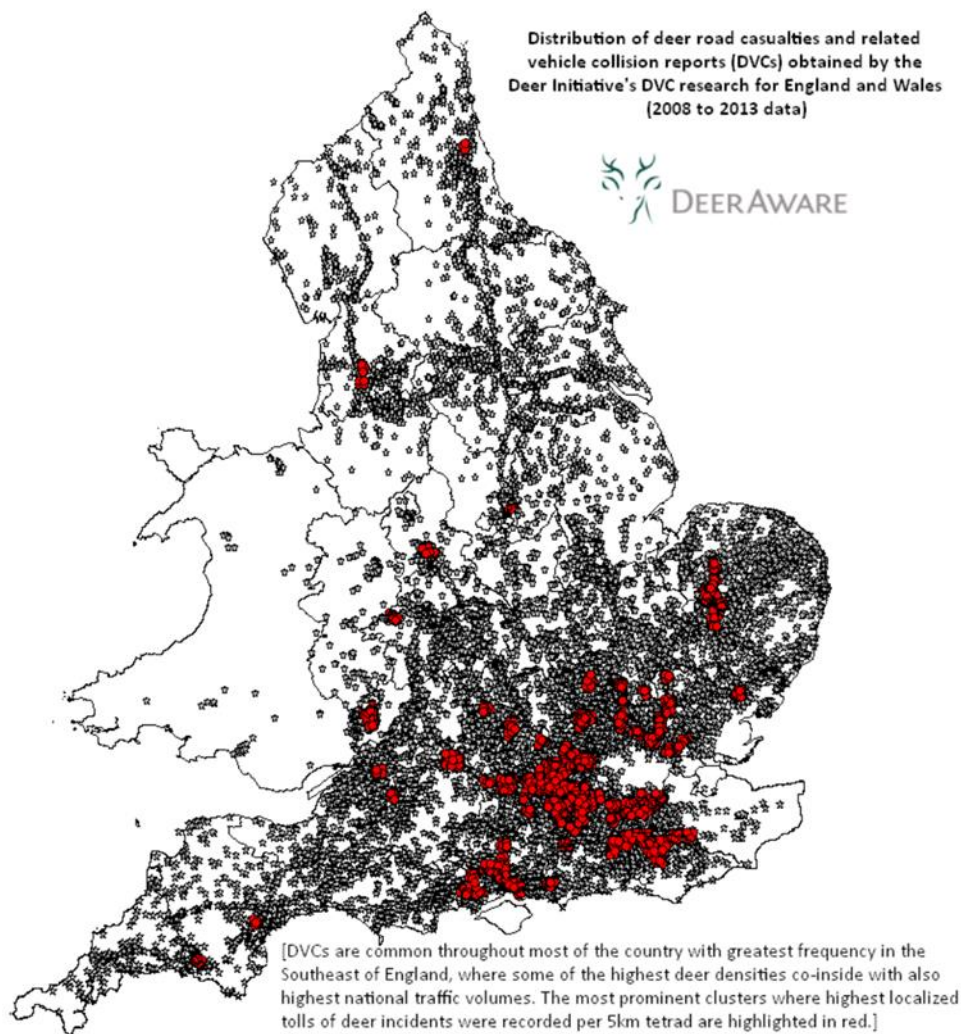 Distribution of deer road casualties and related
vehicle collision reports (DVCs) obtained by the
Deer Initiative's DVC research for England and Wales
(2008 to 2013 data)
DEERAWARE
[DVCs are common throughout most of the country with greatest frequency in the
Southeast of England, where some of the highest deer densities co-inside with also
highest national traffic volumes. The most prominent clusters where highest localized
tolls of deer incidents were recorded per 5km tetrad are highlighted in red.]